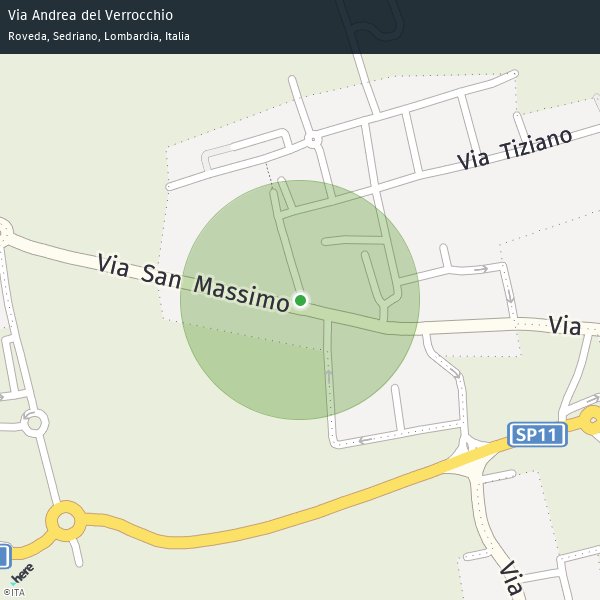 Via Andrea del Verrocchio
Roveda, Sedriano, Lombardia, Italia
Via Tiziano
Via San Massimo
Via
SP11
Via
here
©ITA